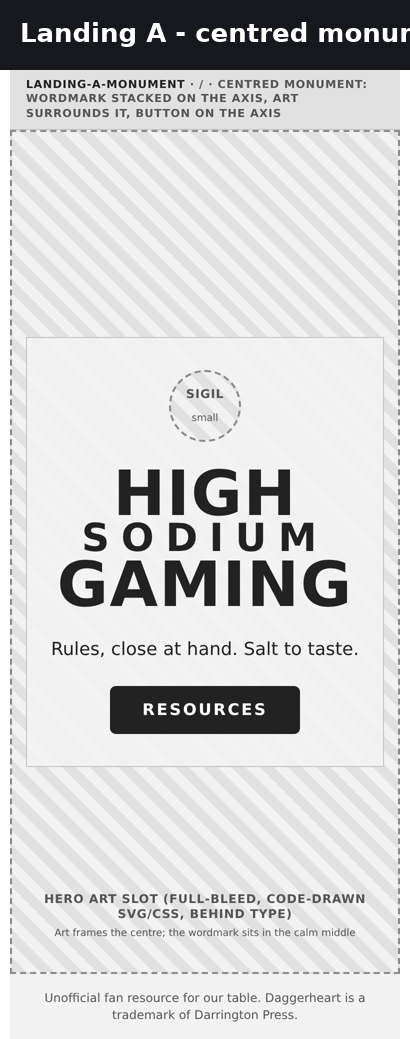 Landing A - centred monu
LANDING-A-MONUMENT · / · CENTRED MONUMENT:
WORDMARK STACKED ON THE AXIS, ART
SURROUNDS IT, BUTTON ON THE AXIS
SIGIL
small
HIGH
SODIUM
GAMING
Rules, close at hand. Salt to taste.
RESOURCES
HERO ART SLOT (FULL-BLEED, CODE-DRAWN
SVG/CSS, BEHIND TYPE)
Art frames the centre; the wordmark sits in the calm middle
Unofficial fan resource for our table. Daggerheart is a
trademark of Darrington Press.